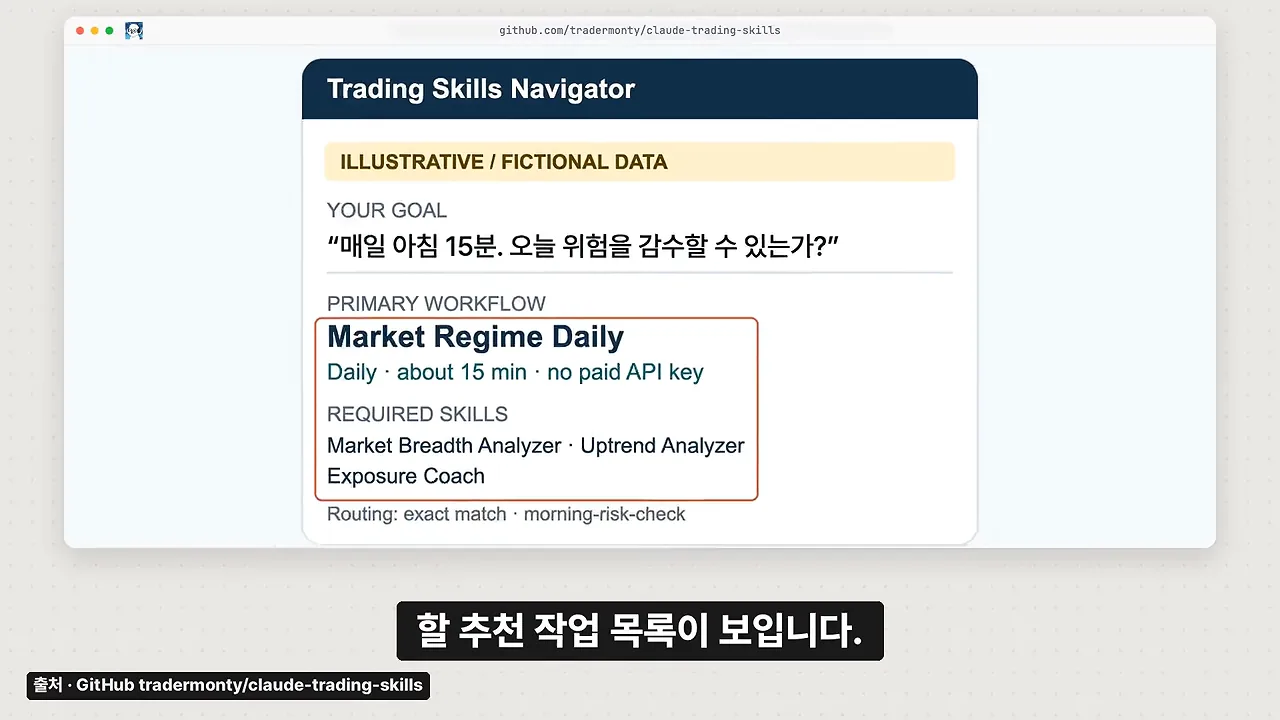 github.com/tradermonty/claude-trading-skills
Trading Skills Navigator
ILLUSTRATIVE / FICTIONAL DATA
YOUR GOAL
“매일 아침 15분. 오늘 위험을 감수할 수 있는가?”
PRIMARY WORKFLOW
Market Regime Daily
Daily · about 15 min · no paid API key
REQUIRED SKILLS
Market Breadth Analyzer · Uptrend Analyzer
Exposure Coach
Routing: exact match · morning-risk-check
할 추천 작업 목록이 보입니다.
출처 · GitHub tradermonty/claude-trading-skills